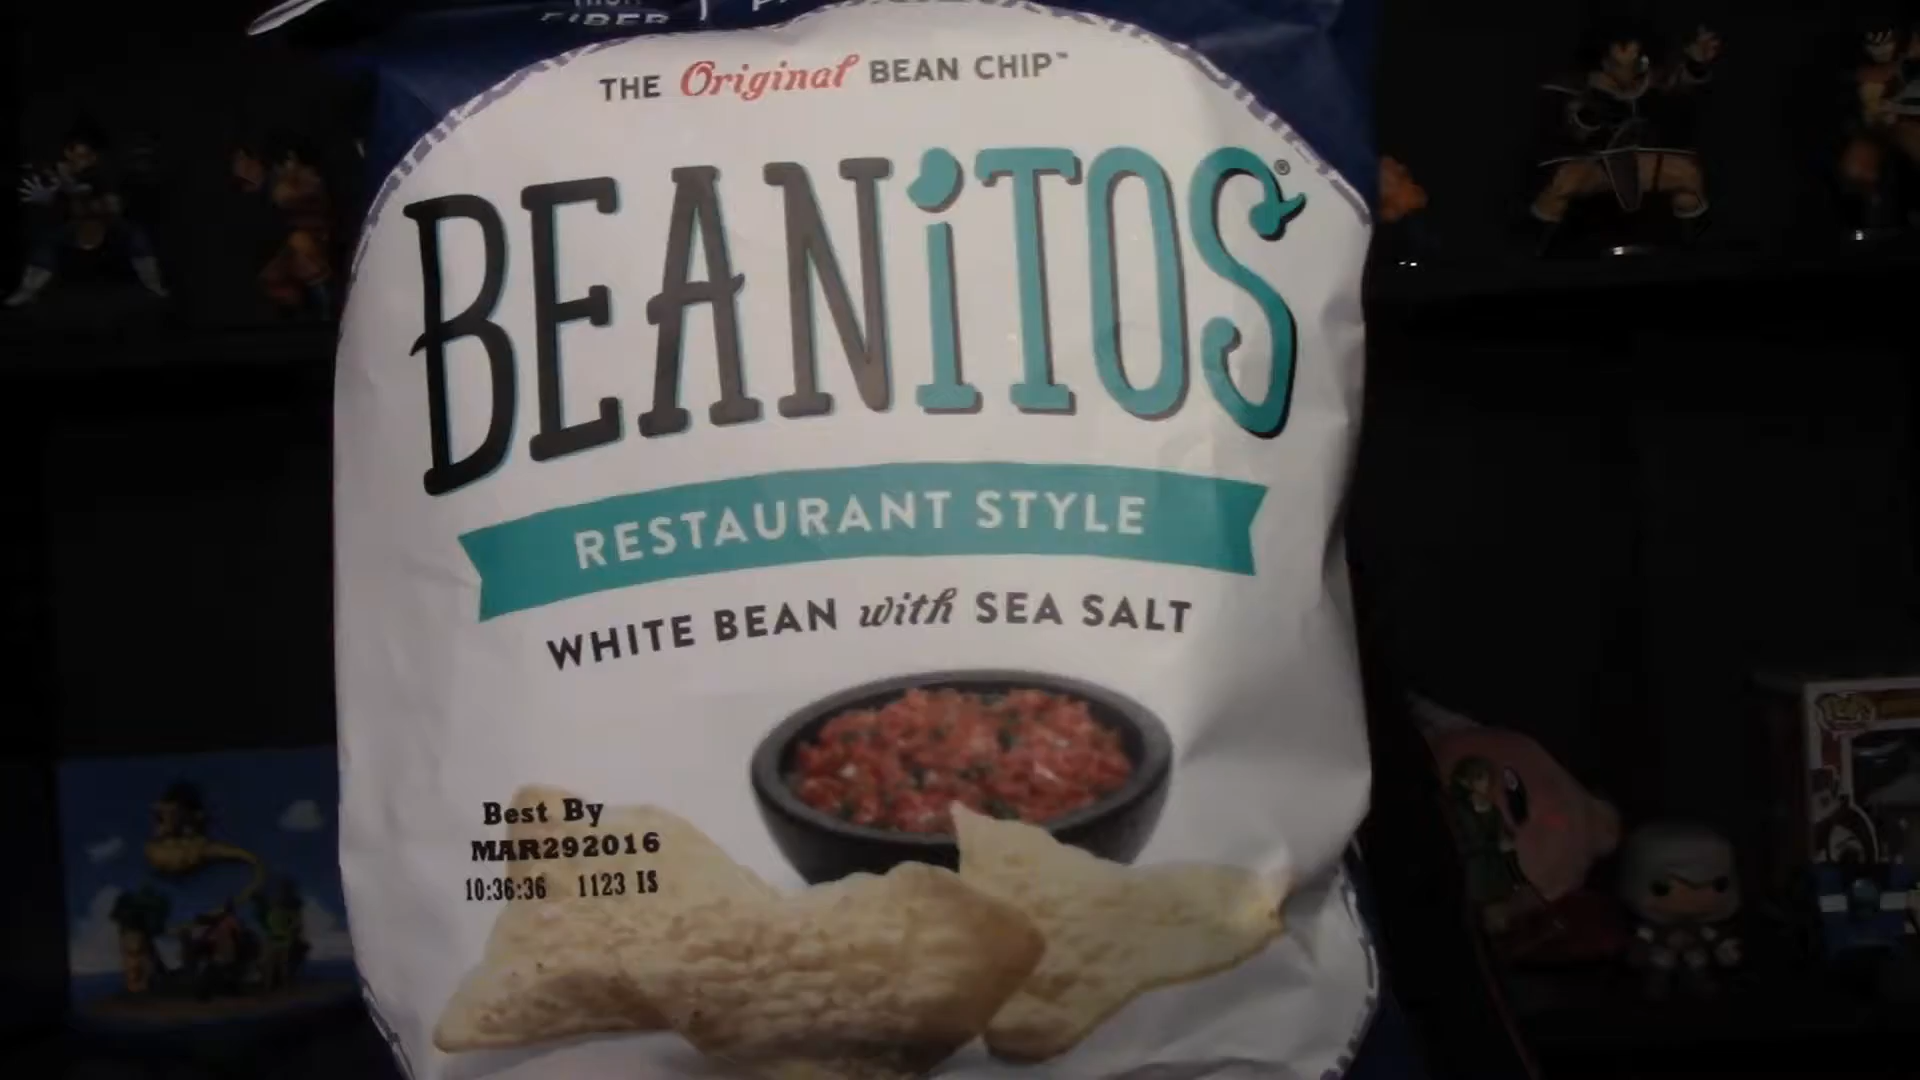 FIBER
THE Original BEAN CHIP™
BEANiTOS®
RESTAURANT STYLE
WHITE BEAN with SEA SALT
Best By
MAR292016
10:36:36 1123 IS